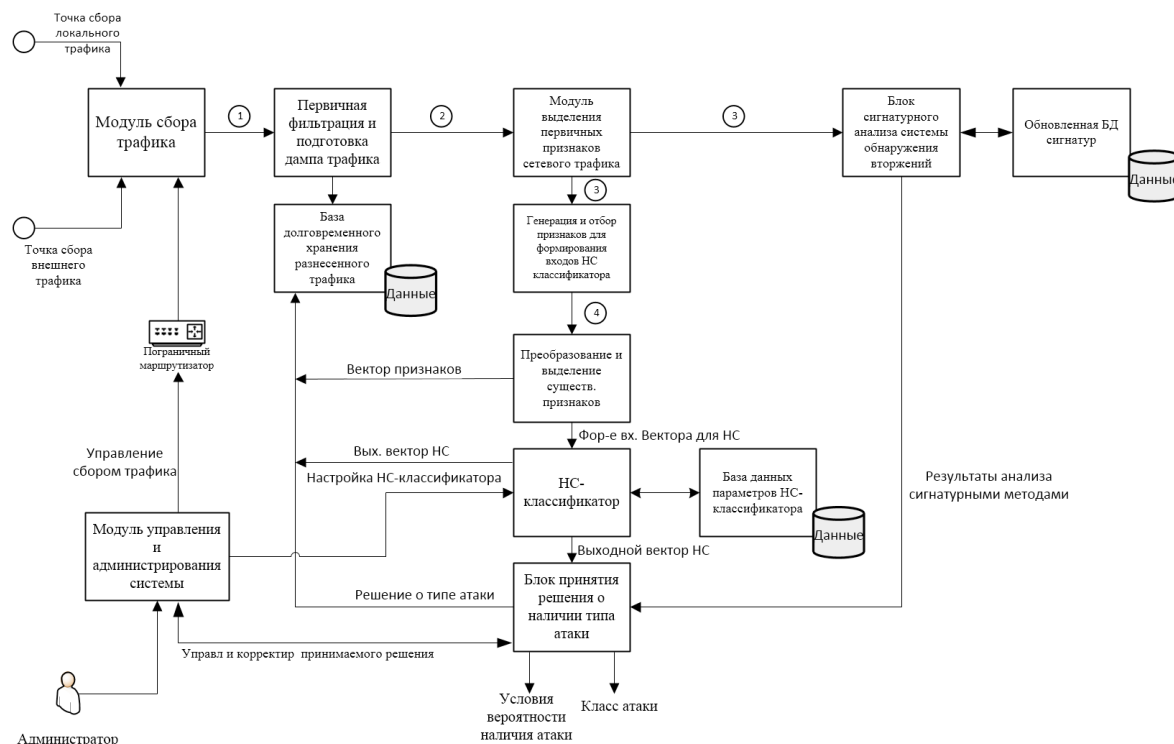 Точка сбора
локального
трафика
Модуль сбора
трафика
1
Первичная
фильтрация и
подготовка
дампа трафика
2
Модуль
выделения
первичных
признаков
сетевого трафика
3
Блок
сигнатурного
анализа системы
обнаружения
вторжений
Обновленная БД
сигнатур
Данные
Точка сбора
внешнего
трафика
База
долговременного
хранения
разнесенного
трафика
Данные
3
Генерация и отбор
признаков для
формирования
входов НС
классификатора
4
Пограничный
маршрутизатор
Вектор признаков
Преобразование и
выделение
существ.
признаков
Фор-е вх. Вектора для НС
Управление
сбором трафика
Вых. вектор НС
Настройка НС-классификатора
НС-
классификатор
База данных
параметров НС-
классификатора
Данные
Результаты анализа
сигнатурными методами
Модуль управления
и
администрирования
системы
Выходной вектор НС
Решение о типе атаки
Блок принятия
решения о
наличии типа
атаки
Управл и корректир принимаемого решения
Условия
вероятности
наличия атаки
Класс атаки
Администратор